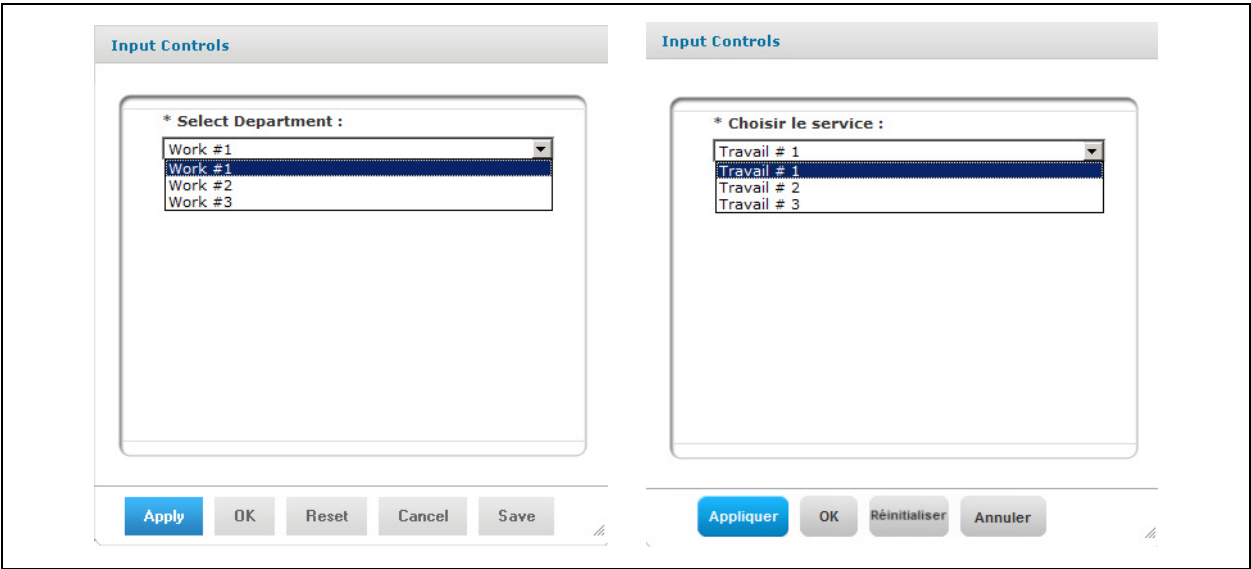 Input Controls
* Select Department :
Work #1
Work #1
Work #2
Work #3
Apply OK Reset Cancel Save
Input Controls
* Choisir le service :
Travail # 1
Travail # 1
Travail # 2
Travail # 3
Appliquer OK Réinitialiser Annuler